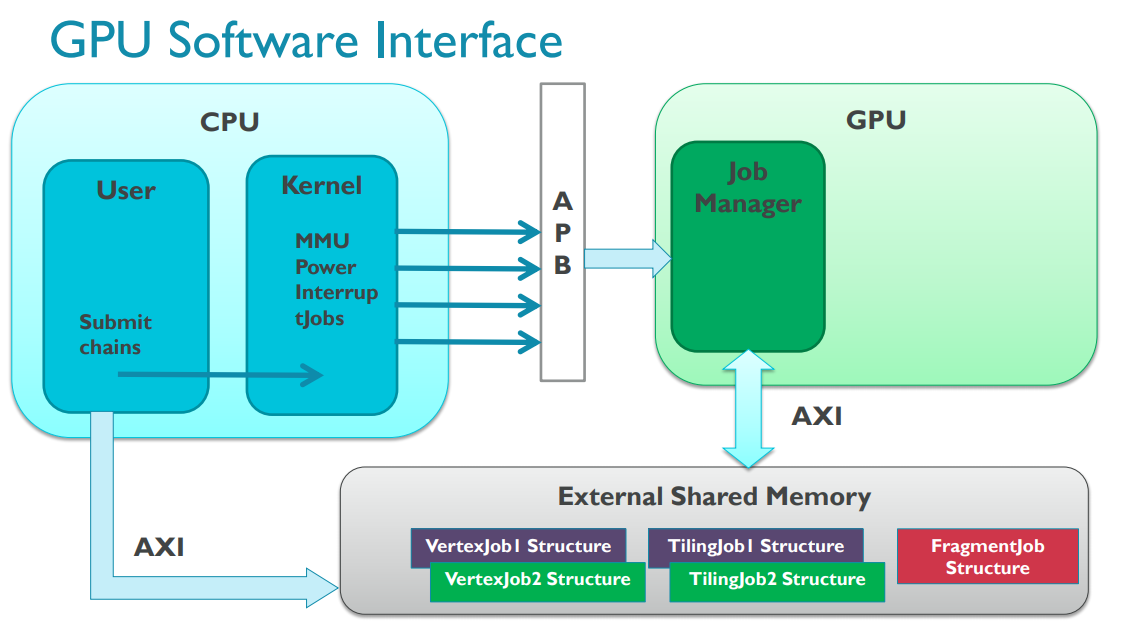 GPU Software Interface
CPU
User
Submit
chains
Kernel
MMU
Power
Interrup
tJobs
A
P
B
GPU
Job
Manager
AXI
AXI
External Shared Memory
VertexJob1 Structure
VertexJob2 Structure
TilingJob1 Structure
TilingJob2 Structure
FragmentJob
Structure